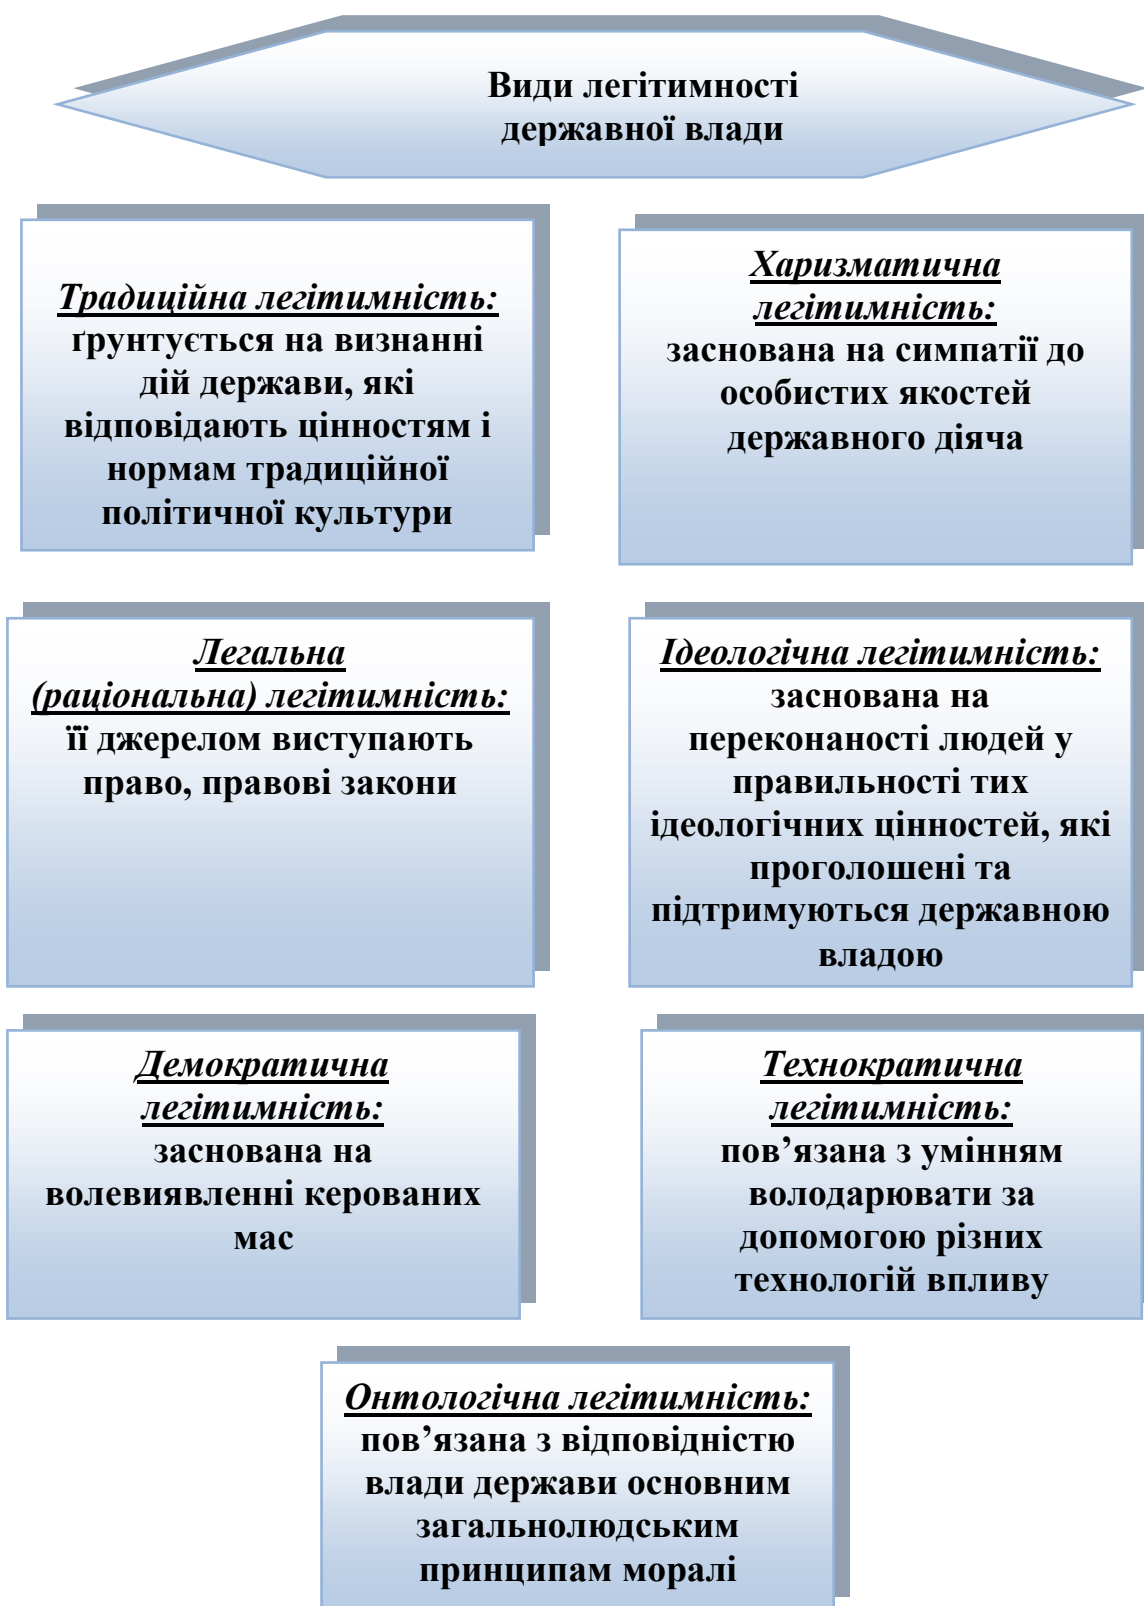 Види легітимності
державної влади
Традиційна легітимність:
ґрунтується на визнанні
дій держави, які
відповідають цінностям і
нормам традиційної
політичної культури
Харизматична
легітимність:
заснована на симпатії до
особистих якостей
державного діяча
Легальна
(раціональна) легітимність:
її джерелом виступають
право, правові закони
Ідеологічна легітимність:
заснована на
переконаності людей у
правильності тих
ідеологічних цінностей, які
проголошені та
підтримуються державною
владою
Демократична
легітимність:
заснована на
волевиявленні керованих
мас
Технократична
легітимність:
пов’язана з умінням
володарювати за
допомогою різних
технологій впливу
Онтологічна легітимність:
пов’язана з відповідністю
влади держави основним
загальнолюдським
принципам моралі